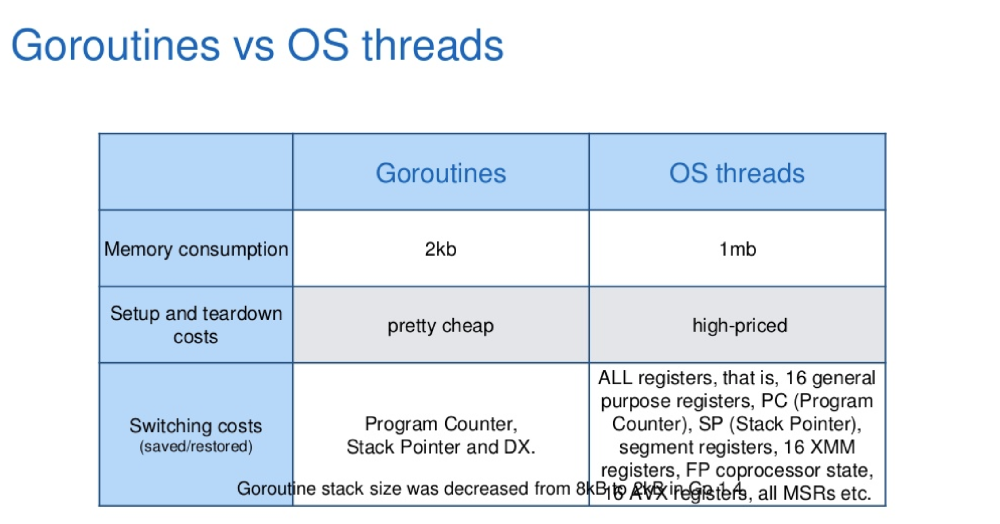 Goroutines vs OS threads
Goroutines
OS threads
Memory consumption
2kb
1mb
Setup and teardown
costs
pretty cheap
high-priced
Switching costs
(saved/restored)
Program Counter,
Stack Pointer and DX.
ALL registers, that is, 16 general
purpose registers, PC (Program
Counter), SP (Stack Pointer),
segment registers, 16 XMM
registers, FP coprocessor state,
16 AVX registers, all MSRs etc.
Goroutine stack size was decreased from 8kB to 2kB in Go 1.4.